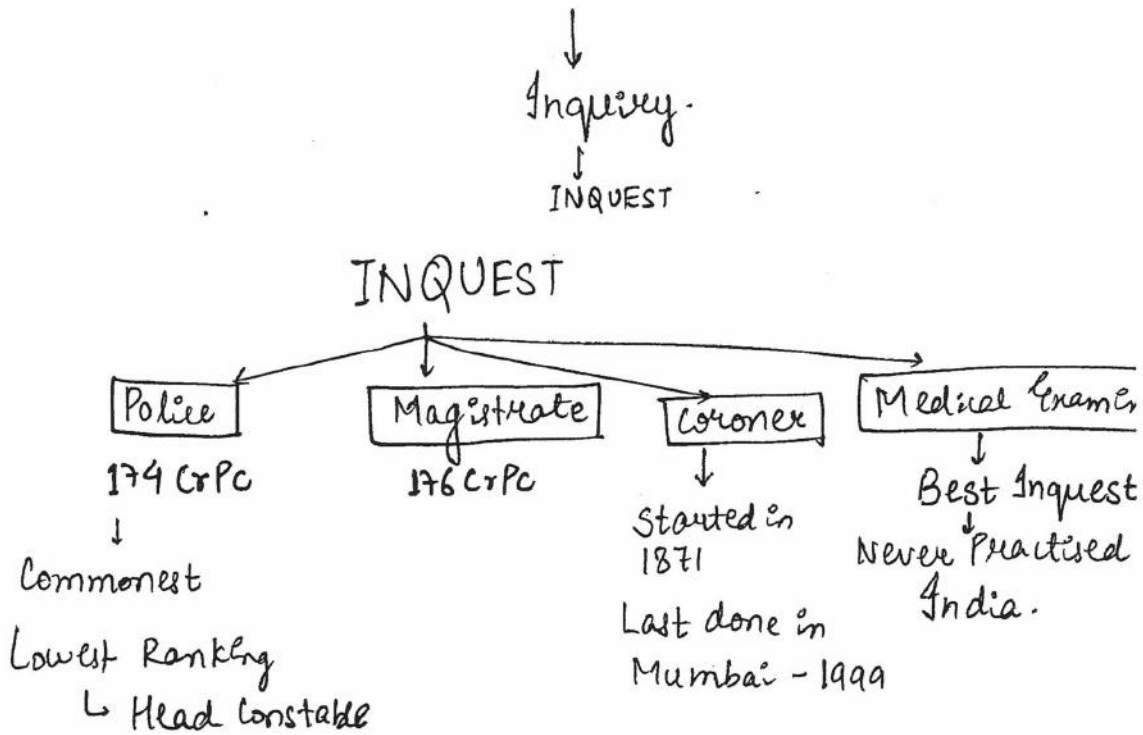 Inquiry.
INQUEST
INQUEST
Police
174 CrPC
Commonest
Lowest Ranking
Head Constable
Magistrate
176 CrPC
Coroner
Started in
1871
Last done in
Mumbai - 1999
Medical Examin
Best Inquest
Never Practised
India.